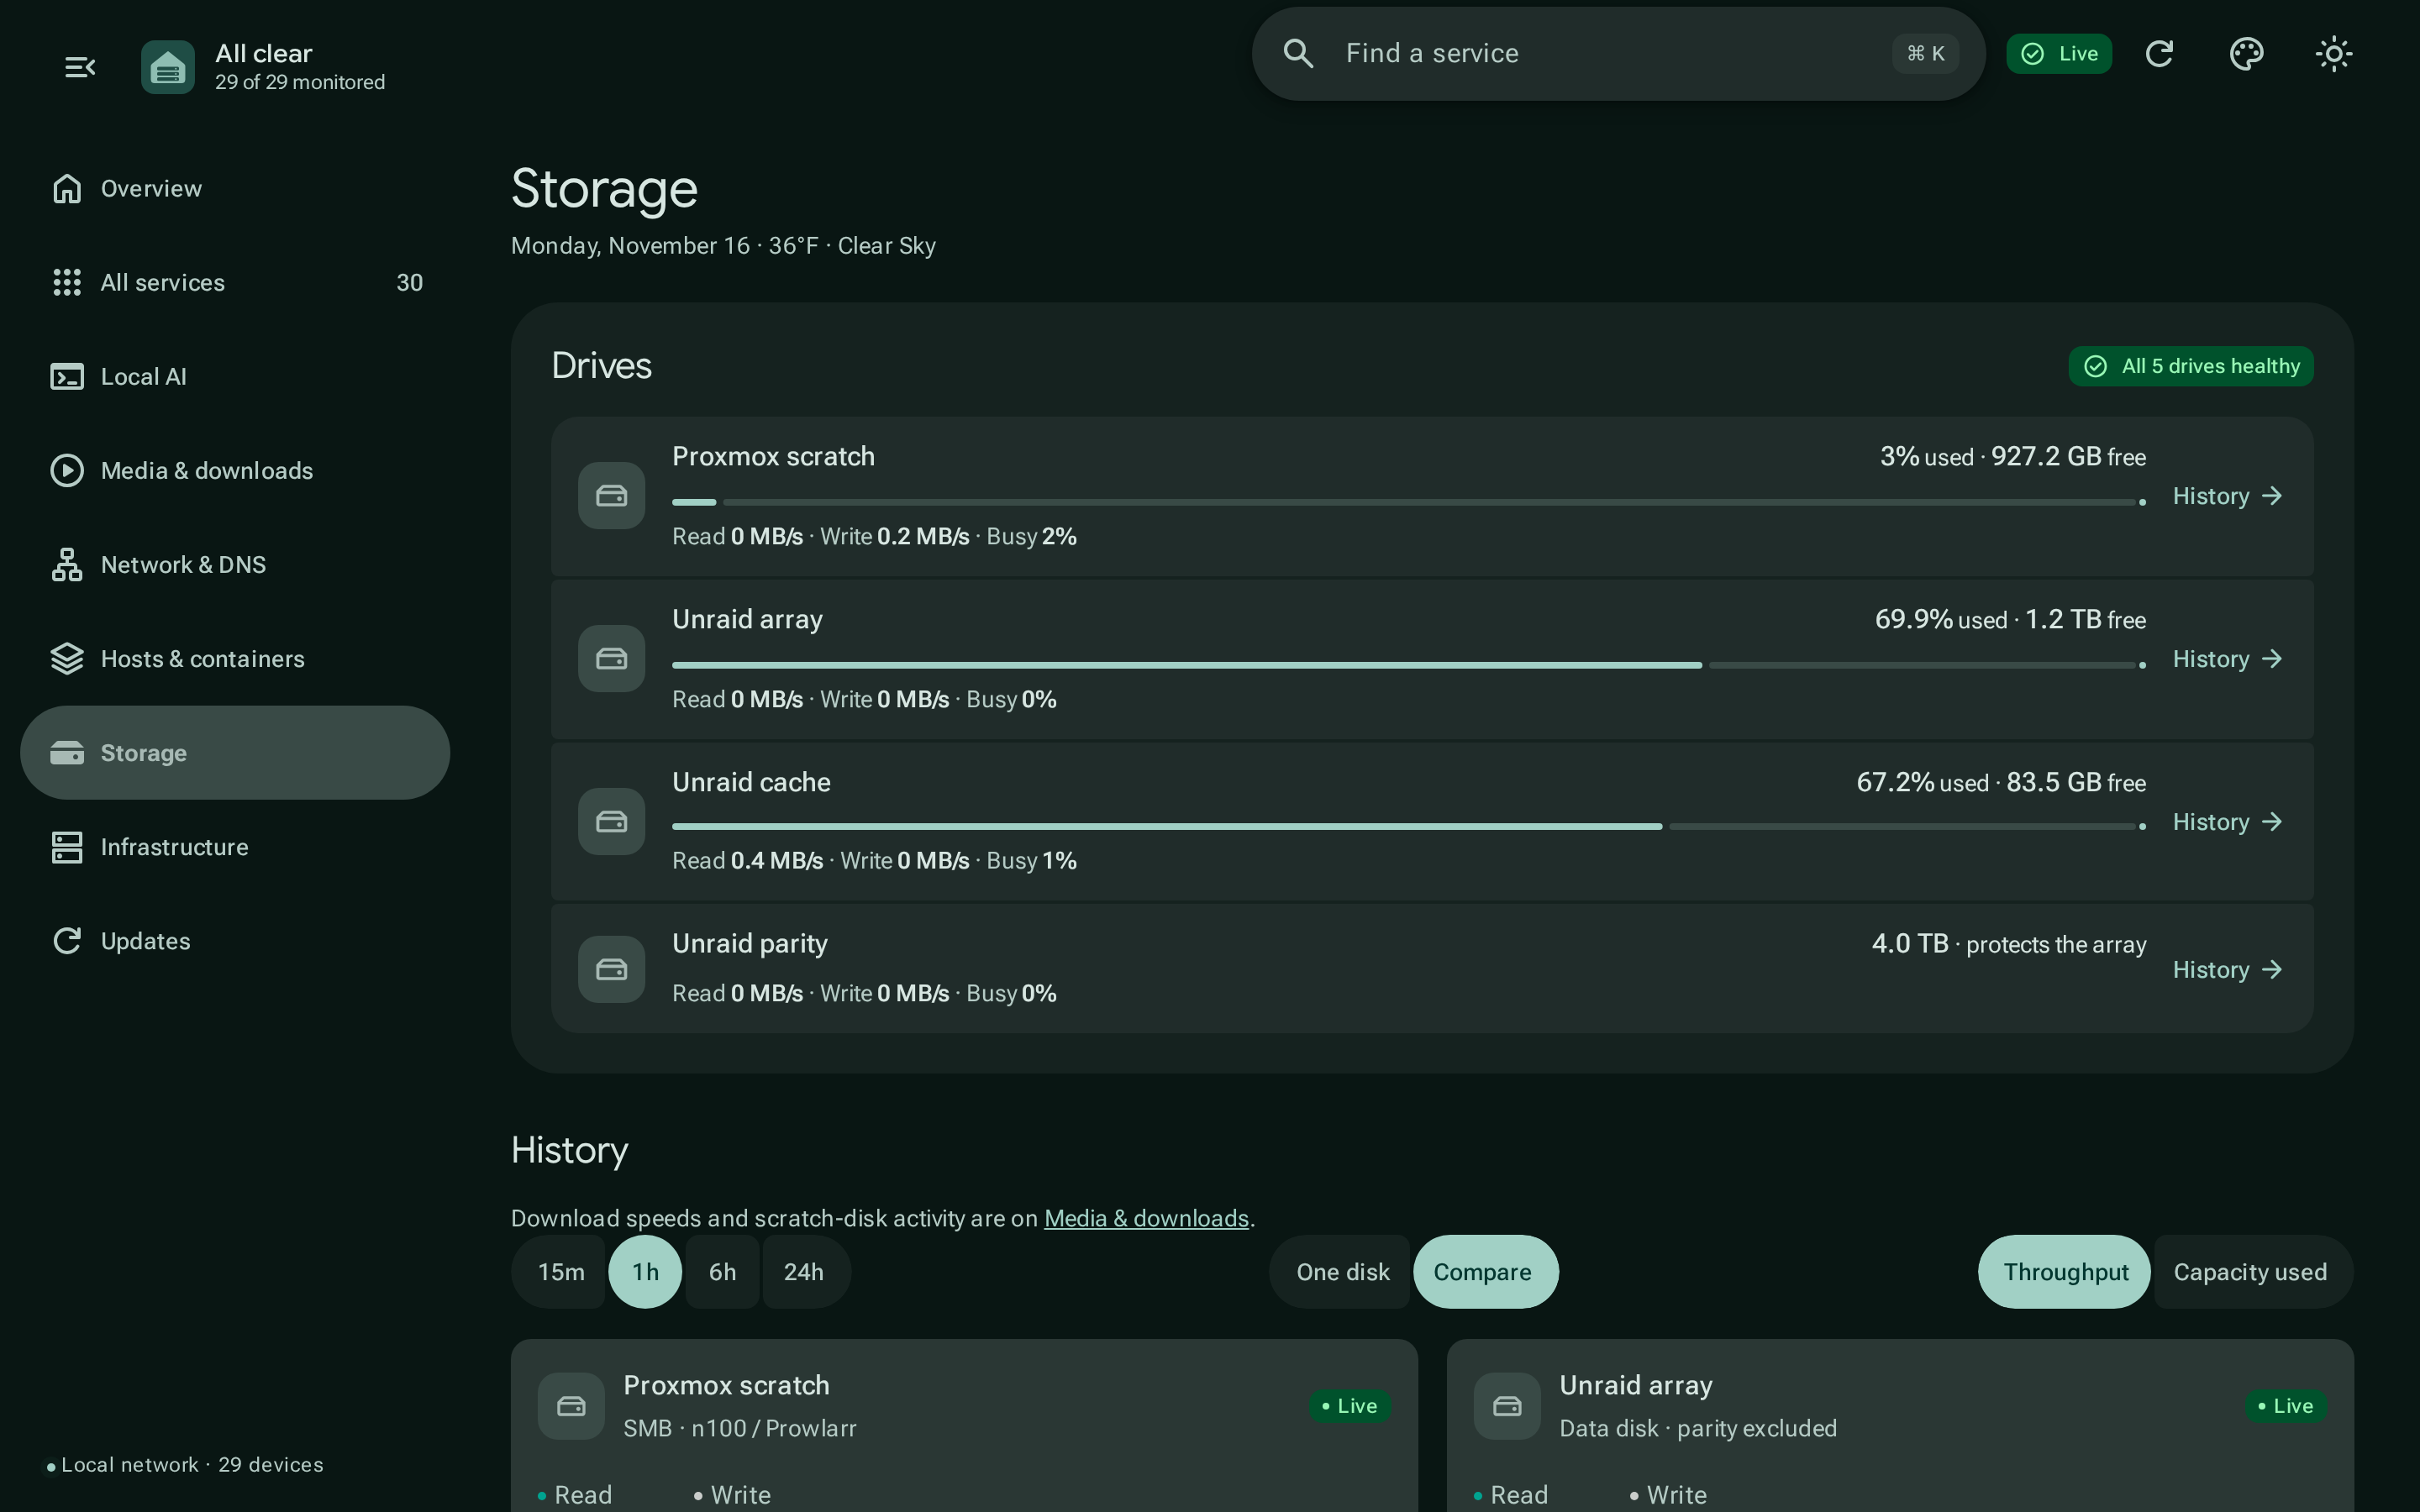 All clear
29 of 29 monitored
Find a service
⌘ K
Live
Overview
All services 30
Local AI
Media & downloads
Network & DNS
Hosts & containers
Storage
Infrastructure
Updates
Local network · 29 devices
Storage
Monday, November 16 · 36°F · Clear Sky
Drives
All 5 drives healthy
Proxmox scratch
3% used · 927.2 GB free
Read 0 MB/s · Write 0.2 MB/s · Busy 2%
History
Unraid array
69.9% used · 1.2 TB free
Read 0 MB/s · Write 0 MB/s · Busy 0%
History
Unraid cache
67.2% used · 83.5 GB free
Read 0.4 MB/s · Write 0 MB/s · Busy 1%
History
Unraid parity
4.0 TB · protects the array
Read 0 MB/s · Write 0 MB/s · Busy 0%
History
History
Download speeds and scratch-disk activity are on Media & downloads.
15m 1h 6h 24h
One disk Compare
Throughput Capacity used
Proxmox scratch
SMB · n100 / Prowlarr
Live
Read Write
Unraid array
Data disk · parity excluded
Live
Read Write